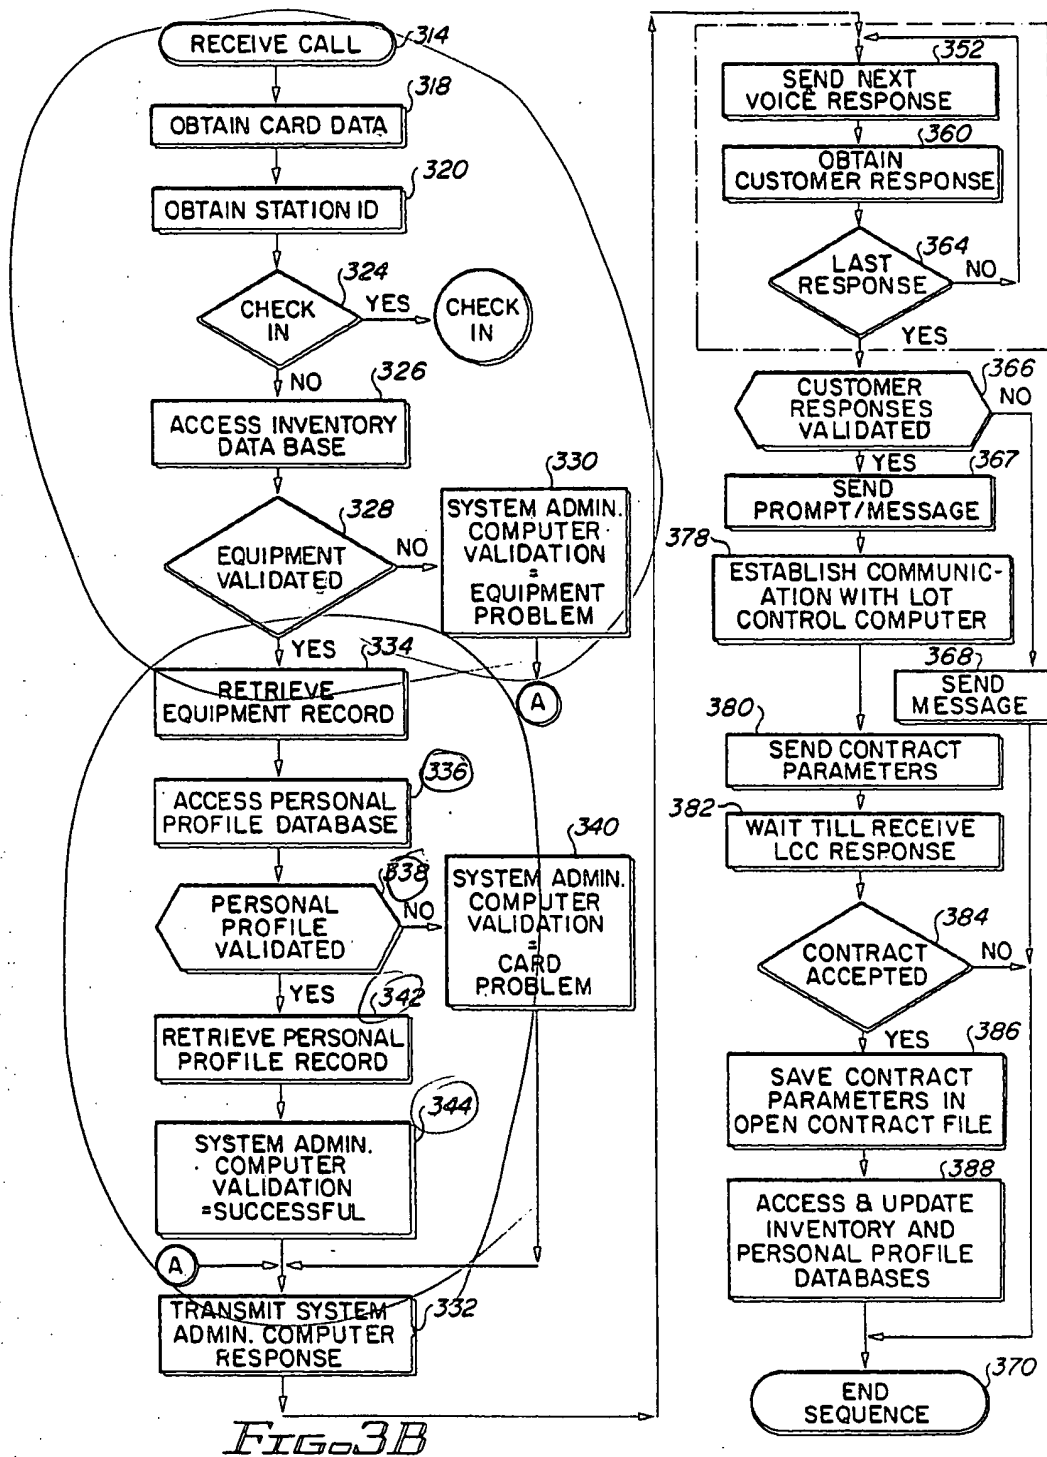 RECEIVE CALL
314
318
OBTAIN CARD DATA
320
OBTAIN STATION ID
324
CHECK
IN
YES
CHECK
IN
NO
326
ACCESS INVENTORY
DATA BASE
328
EQUIPMENT
VALIDATED
NO
330
SYSTEM ADMIN.
COMPUTER
VALIDATION
=
EQUIPMENT
PROBLEM
A
YES
334
RETRIEVE
EQUIPMENT RECORD
336
ACCESS PERSONAL
PROFILE DATABASE
338
PERSONAL
PROFILE
VALIDATED
NO
340
SYSTEM ADMIN.
COMPUTER
VALIDATION
=
CARD
PROBLEM
YES
342
RETRIEVE PERSONAL
PROFILE RECORD
344
SYSTEM ADMIN.
COMPUTER
VALIDATION
=SUCCESSFUL
A
332
TRANSMIT SYSTEM
ADMIN. COMPUTER
RESPONSE
352
SEND NEXT
VOICE RESPONSE
360
OBTAIN
CUSTOMER RESPONSE
364
LAST
RESPONSE
NO
YES
366
CUSTOMER
RESPONSES
VALIDATED
NO
YES
367
SEND
PROMPT/MESSAGE
378
ESTABLISH COMMUNIC-
ATION WITH LOT
CONTROL COMPUTER
368
SEND
MESSAGE
380
SEND CONTRACT
PARAMETERS
382
WAIT TILL RECEIVE
LCC RESPONSE
384
CONTRACT
ACCEPTED
NO
YES
386
SAVE CONTRACT
PARAMETERS IN
OPEN CONTRACT FILE
388
ACCESS & UPDATE
INVENTORY AND
PERSONAL PROFILE
DATABASES
370
END
SEQUENCE
FIG. 3B